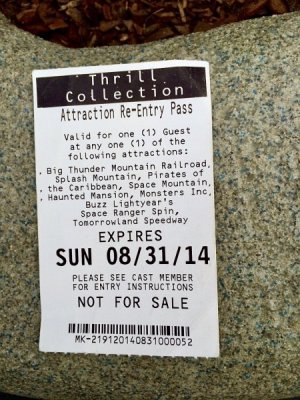 Thrill
Collection
Attraction Re-Entry Pass
Valid for one (1) Guest
at any one (1) of the
following attractions:
Big Thunder Mountain Railroad,
Splash Mountain, Pirates of
the Caribbean, Space Mountain,
Haunted Mansion, Monsters Inc,
Buzz Lightyear's
Space Ranger Spin,
Tomorrowland Speedway
EXPIRES
SUN 08/31/14
PLEASE SEE CAST MEMBER
FOR ENTRY INSTRUCTIONS
NOT FOR SALE
MK-219120140831000052